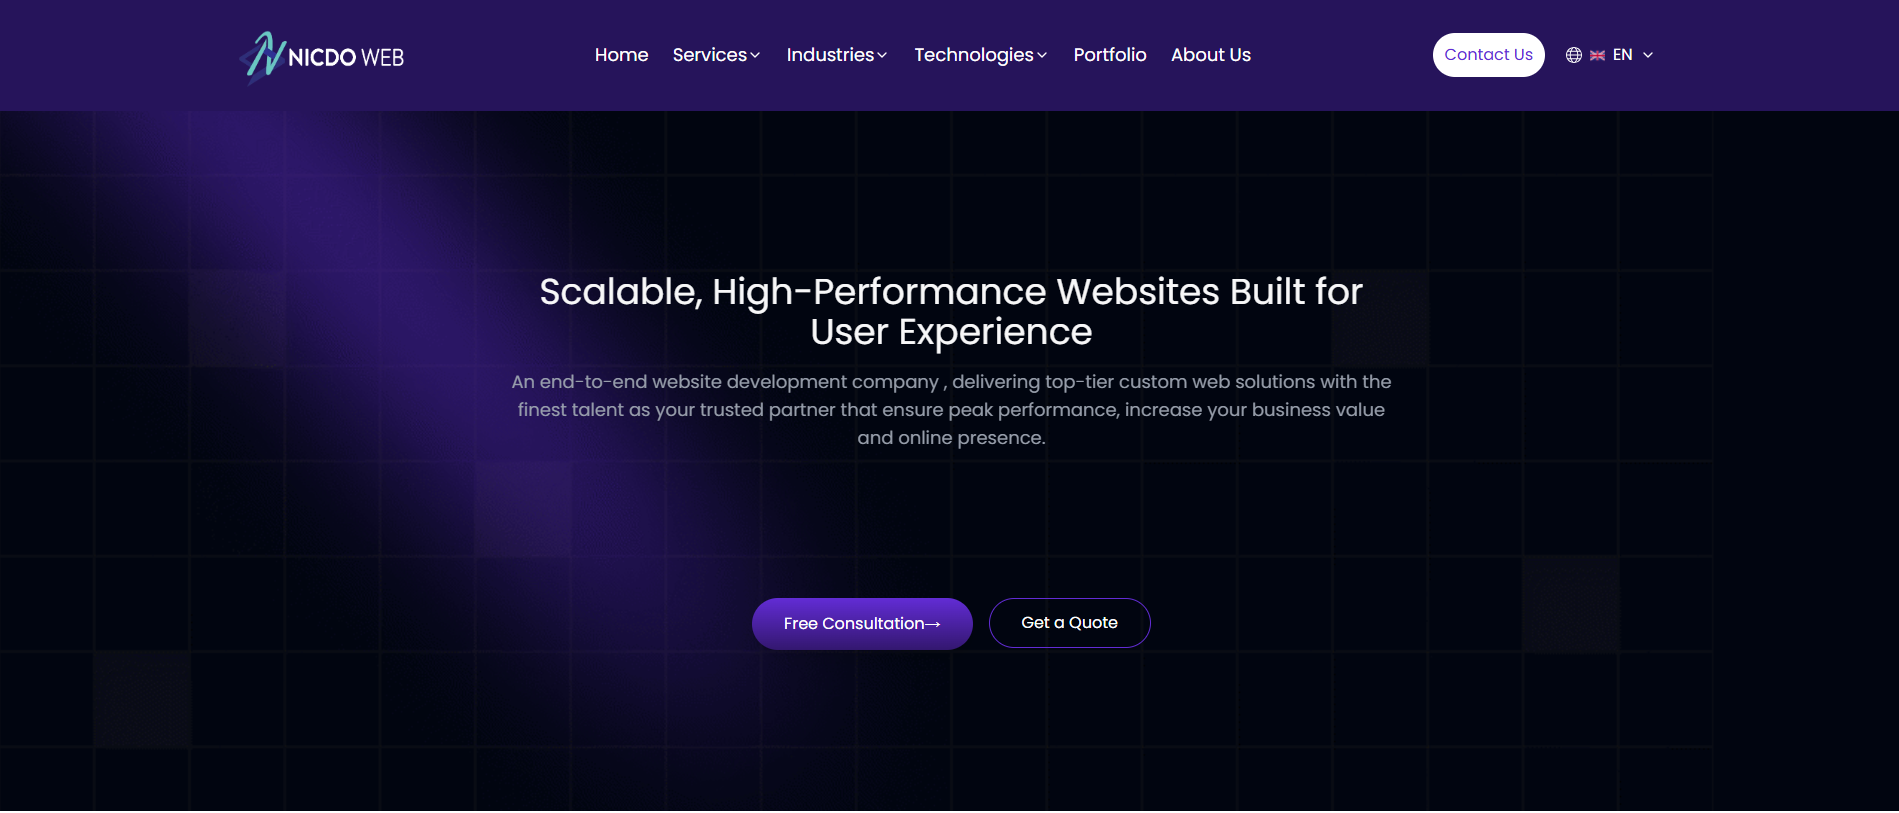 NICDO WEB
Home Services Industries Technologies Portfolio About Us
Contact Us
EN
Scalable, High-Performance Websites Built for
User Experience
An end-to-end website development company , delivering top-tier custom web solutions with the
finest talent as your trusted partner that ensure peak performance, increase your business value
and online presence.
Free Consultation→
Get a Quote